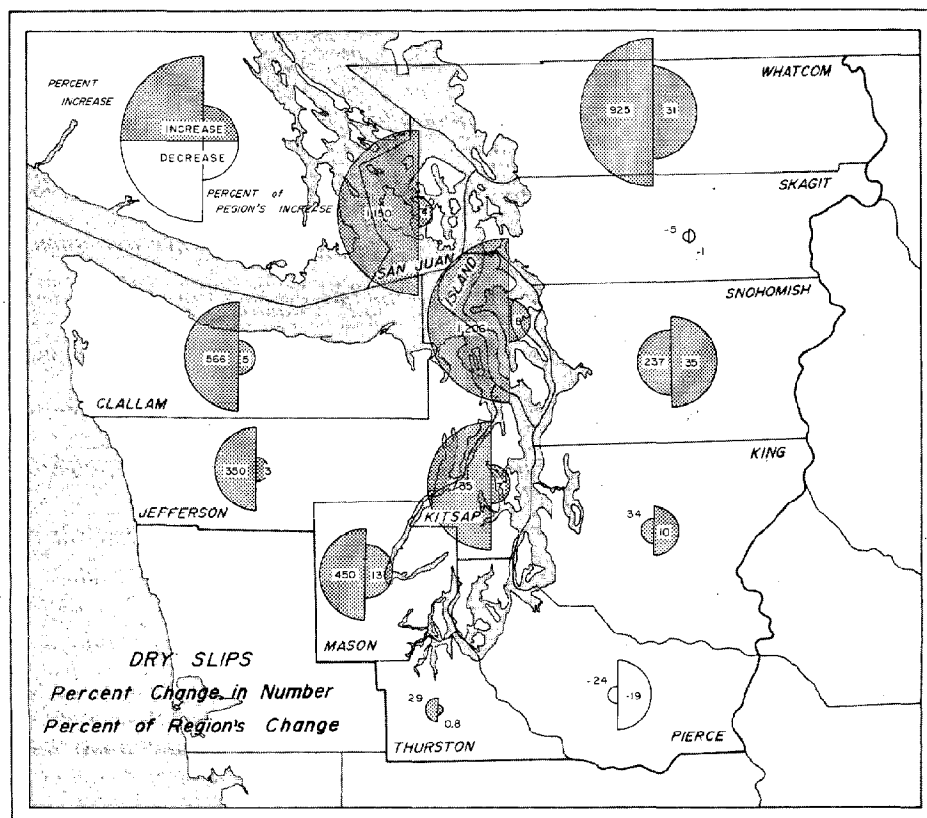 PERCENT
INCREASE
INCREASE
DECREASE
PERCENT of
REGION'S INCREASE
925 31
WHATCOM
SKAGIT
-5
-1
1,150
SAN JUAN
ISLAND
1,206
SNOHOMISH
237 35
566 5
CLALLAM
350 3
JEFFERSON
KITSAP
KING
34
10
450 13
MASON
DRY SLIPS
Percent Change in Number
Percent of Region's Change
29
0.8
THURSTON
-24
-19
PIERCE